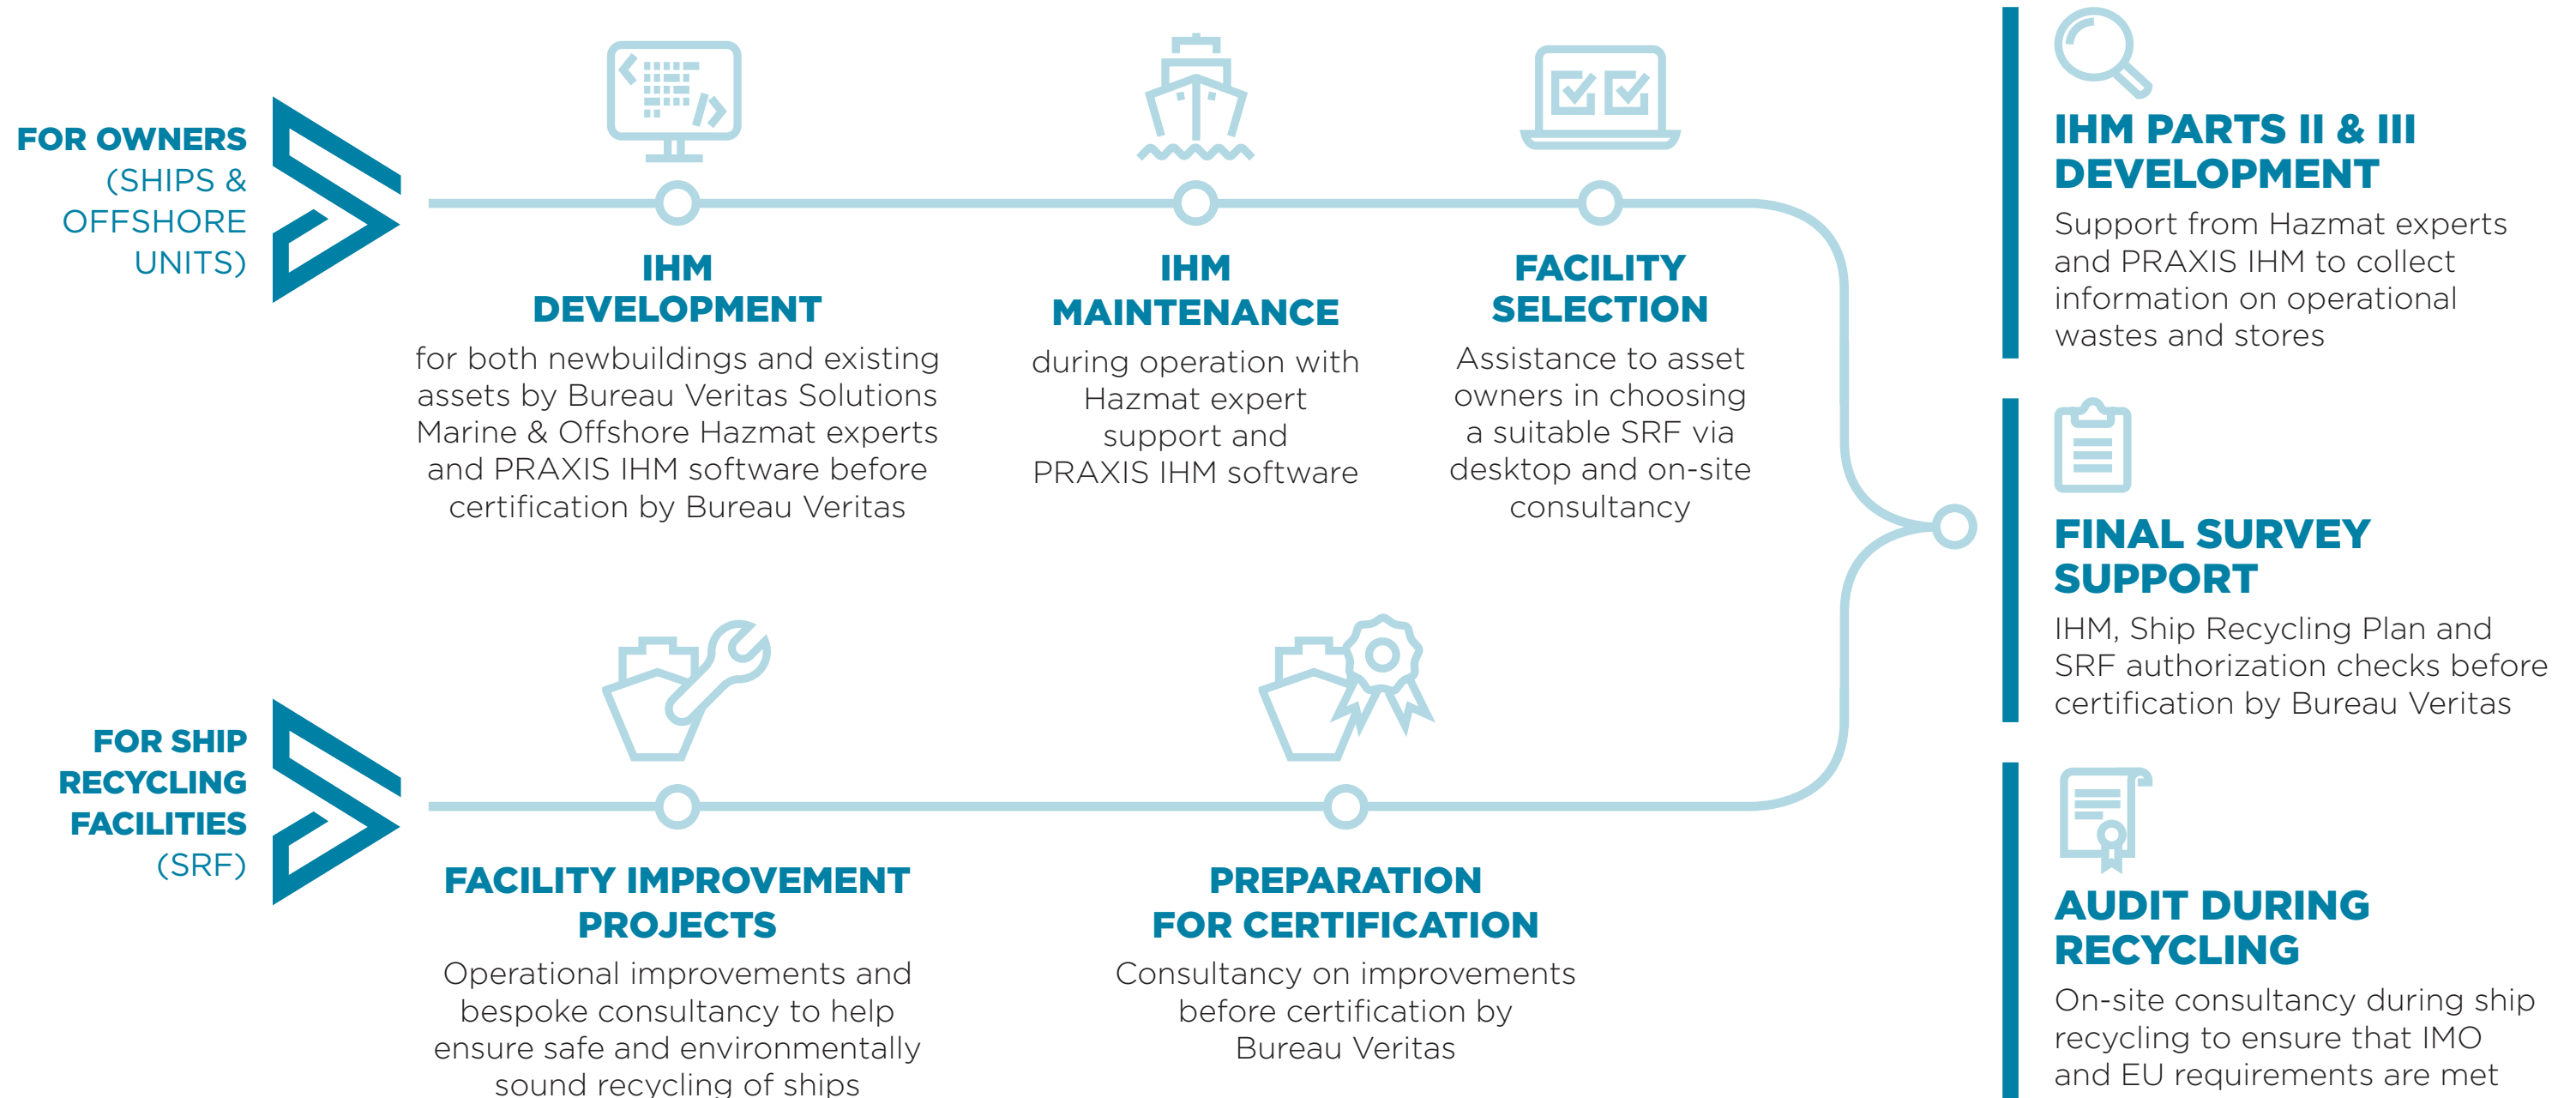 FOR OWNERS
(SHIPS &
OFFSHORE
UNITS)
IHM
DEVELOPMENT
for both newbuildings and existing
assets by Bureau Veritas Solutions
Marine & Offshore Hazmat experts
and PRAXIS IHM software before
certification by Bureau Veritas
IHM
MAINTENANCE
during operation with
Hazmat expert
support and
PRAXIS IHM software
FACILITY
SELECTION
Assistance to asset
owners in choosing
a suitable SRF via
desktop and on-site
consultancy
FOR SHIP
RECYCLING
FACILITIES
(SRF)
FACILITY IMPROVEMENT
PROJECTS
Operational improvements and
bespoke consultancy to help
ensure safe and environmentally
sound recycling of ships
PREPARATION
FOR CERTIFICATION
Consultancy on improvements
before certification by
Bureau Veritas
IHM PARTS II & III
DEVELOPMENT
Support from Hazmat experts
and PRAXIS IHM to collect
information on operational
wastes and stores
FINAL SURVEY
SUPPORT
IHM, Ship Recycling Plan and
SRF authorization checks before
certification by Bureau Veritas
AUDIT DURING
RECYCLING
On-site consultancy during ship
recycling to ensure that IMO
and EU requirements are met